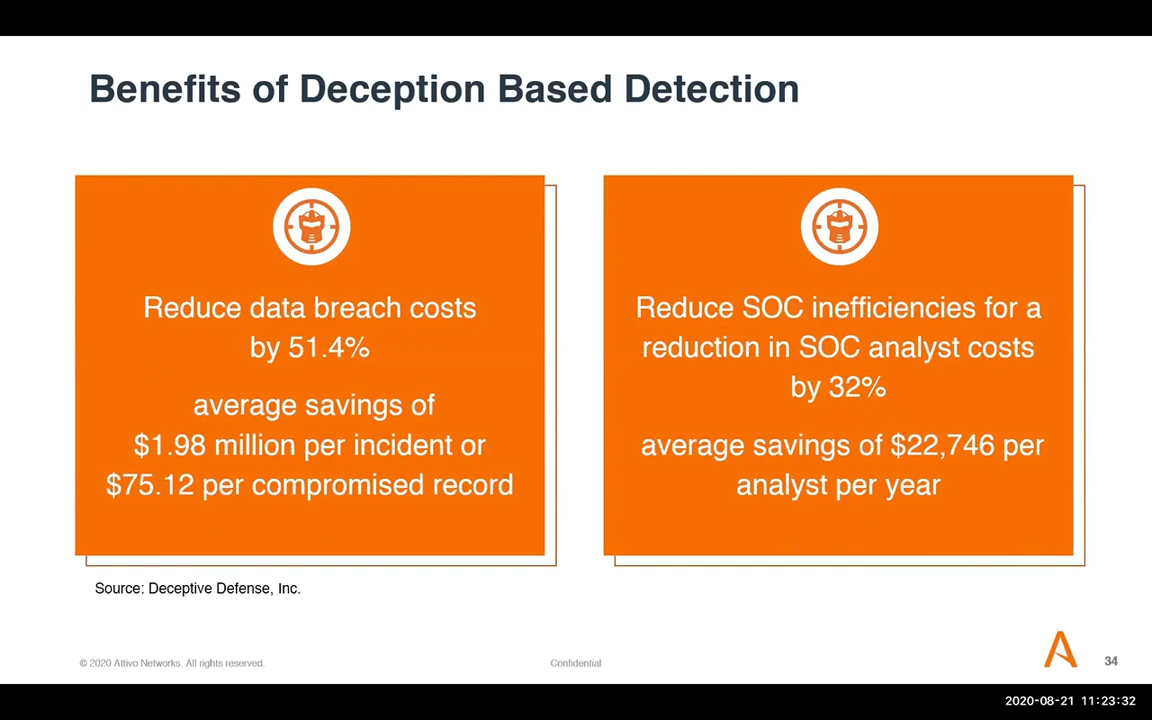 Benefits of Deception Based Detection
Reduce data breach costs
by 51.4%
average savings of
$1.98 million per incident or
$75.12 per compromised record
Reduce SOC inefficiencies for a
reduction in SOC analyst costs
by 32%
average savings of $22,746 per
analyst per year
Source: Deceptive Defense, Inc.
© 2020 Attivo Networks. All rights reserved.
Confidential
34
2020-08-21 11:23:32